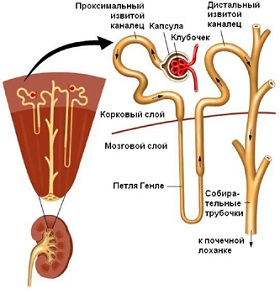 Проксимальный
извитой
каналец
Капсула
Клубочек
Дистальный
извитой
каналец
Корковый слой
Мозговой слой
Петля Генле
Собира-
тельные
трубочки
к почечной
лоханке